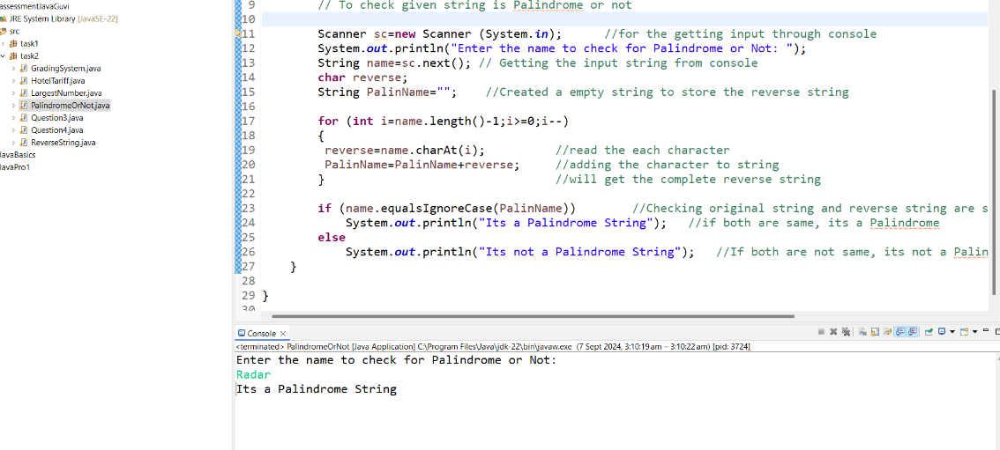 assessmentJavaGuvi
JRE System Library [JavaSE-22]
src
task1
task2
GradingSystem.java
HotelTariff.java
LargestNumber.java
PalindromeOrNot.java
Question3.java
Question4.java
ReverseString.java
JavaBasics
JavaPro1
9 // To check given string is Palindrome or not
10
11 Scanner sc=new Scanner (System.in); //for the getting input through console
12 System.out.println("Enter the name to check for Palindrome or Not: ");
13 String name=sc.next(); // Getting the input string from console
14 char reverse;
15 String PalinName=""; //Created a empty string to store the reverse string
16
17 for (int i=name.length()-1;i>=0;i--)
18 {
19 reverse=name.charAt(i); //read the each character
20 PalinName=PalinName+reverse; //adding the character to string
21 } //will get the complete reverse string
22
23 if (name.equalsIgnoreCase(PalinName)) //Checking original string and reverse string are s
24 System.out.println("Its a Palindrome String"); //if both are same, its a Palindrome
25 else
26 System.out.println("Its not a Palindrome String"); //If both are not same, its not a Palin
27 }
28
29 }
30
Console
<terminated> PalindromeOrNot [Java Application] C:\Program Files\Java\jdk-22\bin\javaw.exe (7 Sept 2024, 3:10:19 am – 3:10:22 am) [pid: 3724]
Enter the name to check for Palindrome or Not:
Radar
Its a Palindrome String